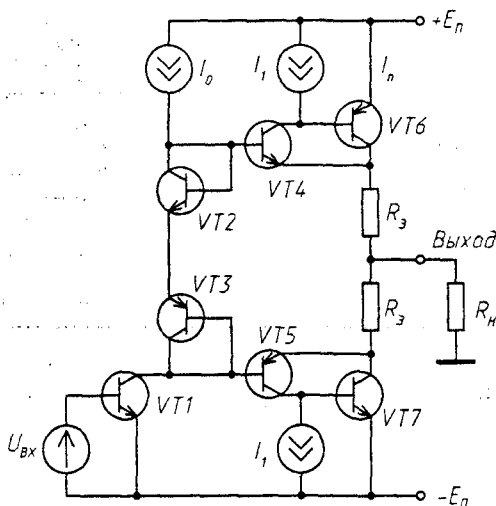 +Eп
I₀
I₁
Iп
VT6
VT4
VT2
Rэ
Выход
VT3
Rэ
Rн
VT5
VT1
VT7
Uвх
I₁
−Eп